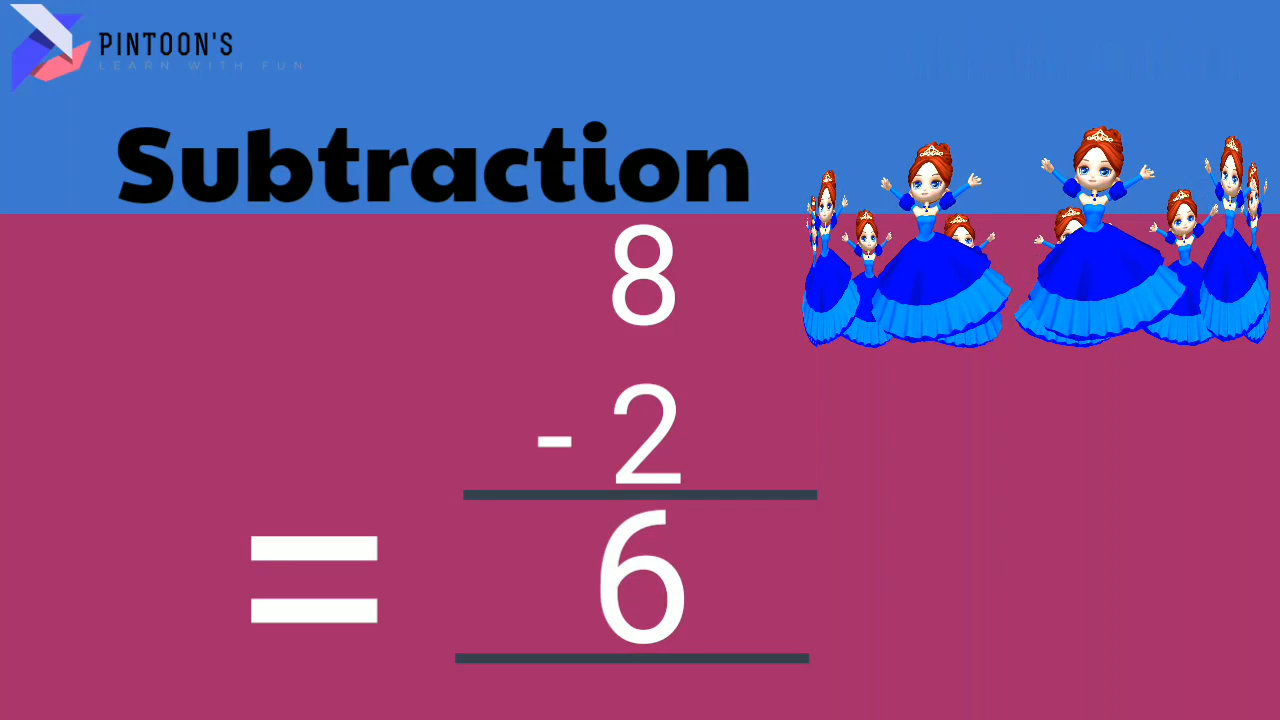 PINTOON'S
LEARN WITH FUN
Subtraction
8
- 2
= 6